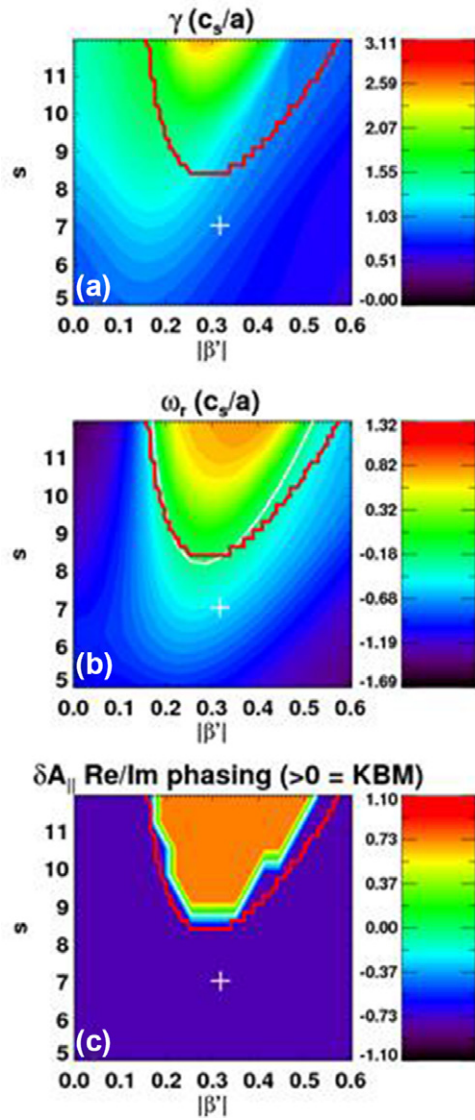 γ (c_s/a)
11
10
9
8
7
6
5
s
(a)
0.0 0.1 0.2 0.3 0.4 0.5 0.6
|β'|
3.11
2.59
2.07
1.55
1.03
0.51
-0.00
ω_r (c_s/a)
11
10
9
8
7
6
5
s
(b)
0.0 0.1 0.2 0.3 0.4 0.5 0.6
|β'|
1.32
0.82
0.32
-0.18
-0.68
-1.19
-1.69
δA_|| Re/Im phasing (>0 = KBM)
11
10
9
8
7
6
5
s
(c)
0.0 0.1 0.2 0.3 0.4 0.5 0.6
|β'|
1.10
0.73
0.37
0.00
-0.37
-0.73
-1.10